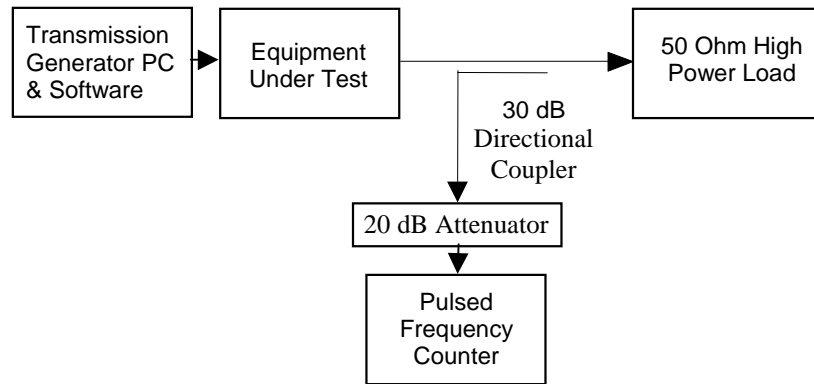 Transmission
Generator PC
& Software
Equipment
Under Test
50 Ohm High
Power Load
30 dB
Directional
Coupler
20 dB Attenuator
Pulsed
Frequency
Counter